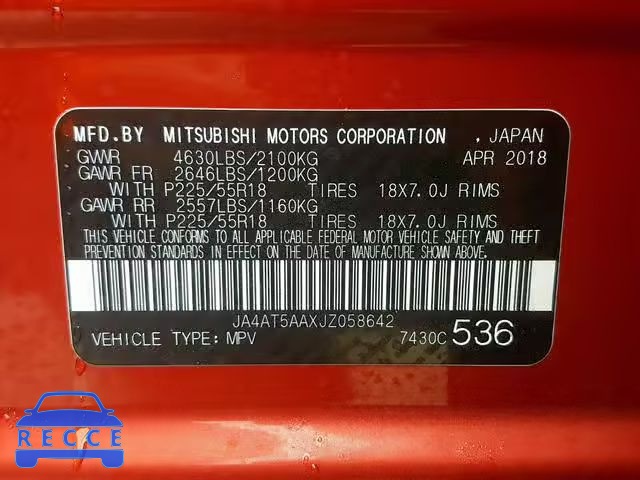 MFD.BY MITSUBISHI MOTORS CORPORATION , JAPAN
GVWR 4630LBS/2100KG APR 2018
GAWR FR 2646LBS/1200KG
WITH P225/55R18 TIRES 18X7.0J RIMS
GAWR RR 2557LBS/1160KG
WITH P225/55R18 TIRES 18X7.0J RIMS
THIS VEHICLE CONFORMS TO ALL APPLICABLE FEDERAL MOTOR VEHICLE SAFETY AND THEFT
PREVENTION STANDARDS IN EFFECT ON THE DATE OF MANUFACTURE SHOWN ABOVE.
JA4AT5AAXJZ058642
VEHICLE TYPE: MPV 7430C 536
RECCE